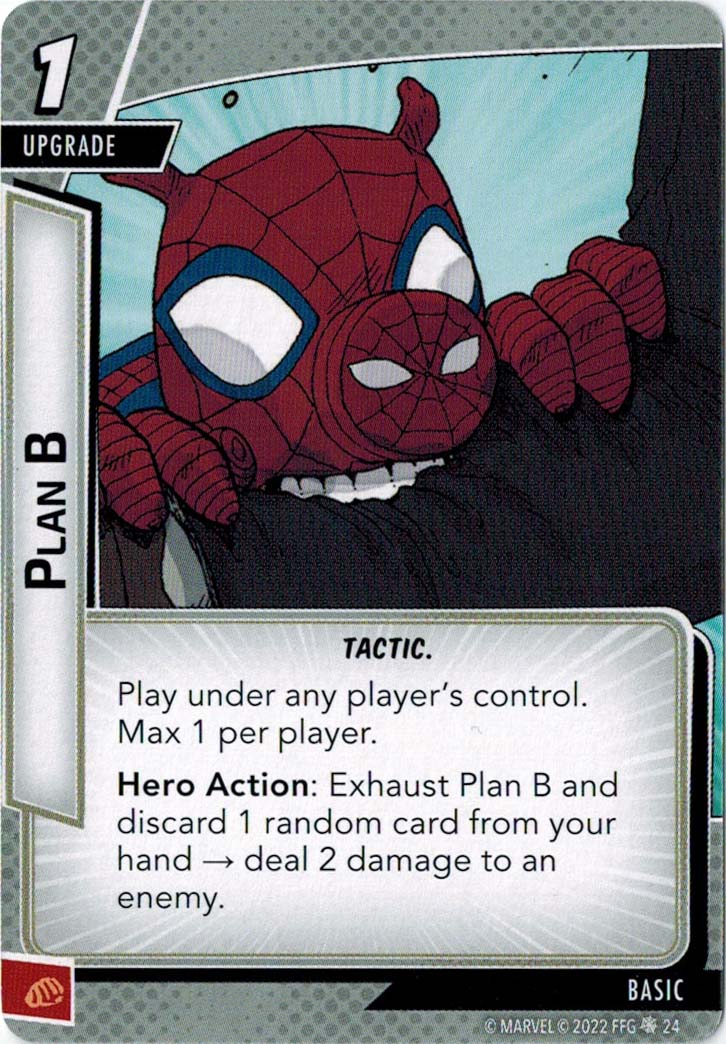 1
UPGRADE
PLAN B
TACTIC.
Play under any player's control.
Max 1 per player.
Hero Action: Exhaust Plan B and
discard 1 random card from your
hand → deal 2 damage to an
enemy.
BASIC
© MARVEL © 2022 FFG 24